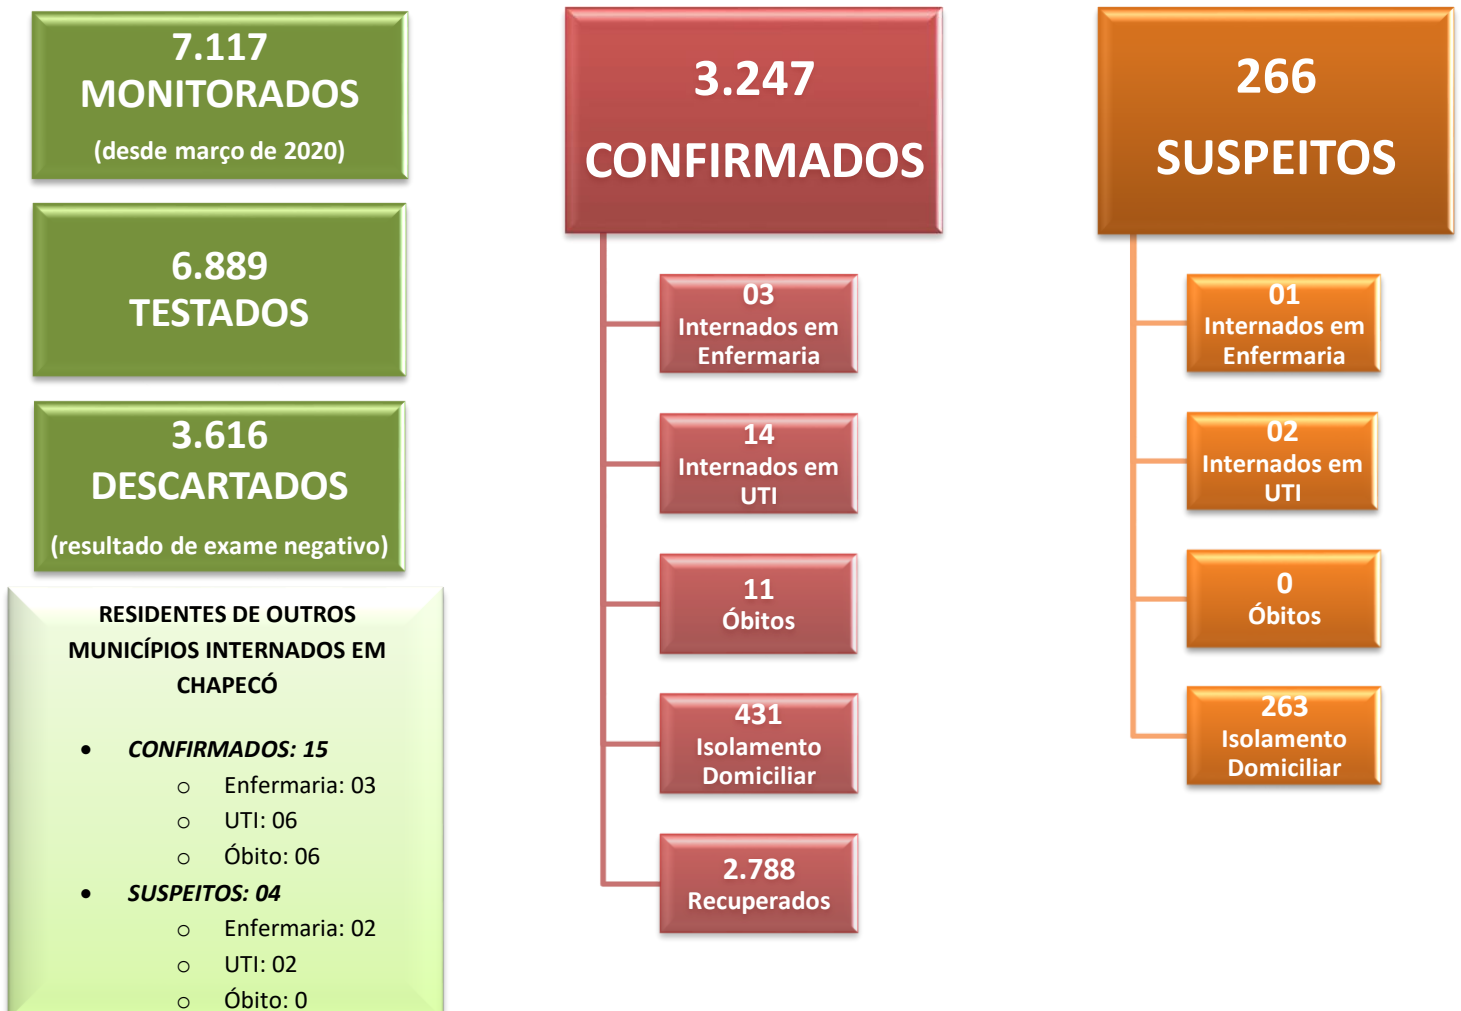 7.117
MONITORADOS
(desde março de 2020)
6.889
TESTADOS
3.616
DESCARTADOS
(resultado de exame negativo)
RESIDENTES DE OUTROS
MUNICÍPIOS INTERNADOS EM
CHAPECÓ
• CONFIRMADOS: 15
o Enfermaria: 03
o UTI: 06
o Óbito: 06
• SUSPEITOS: 04
o Enfermaria: 02
o UTI: 02
o Óbito: 0
3.247
CONFIRMADOS
03
Internados em
Enfermaria
14
Internados em
UTI
11
Óbitos
431
Isolamento
Domiciliar
2.788
Recuperados
266
SUSPEITOS
01
Internados em
Enfermaria
02
Internados em
UTI
0
Óbitos
263
Isolamento
Domiciliar